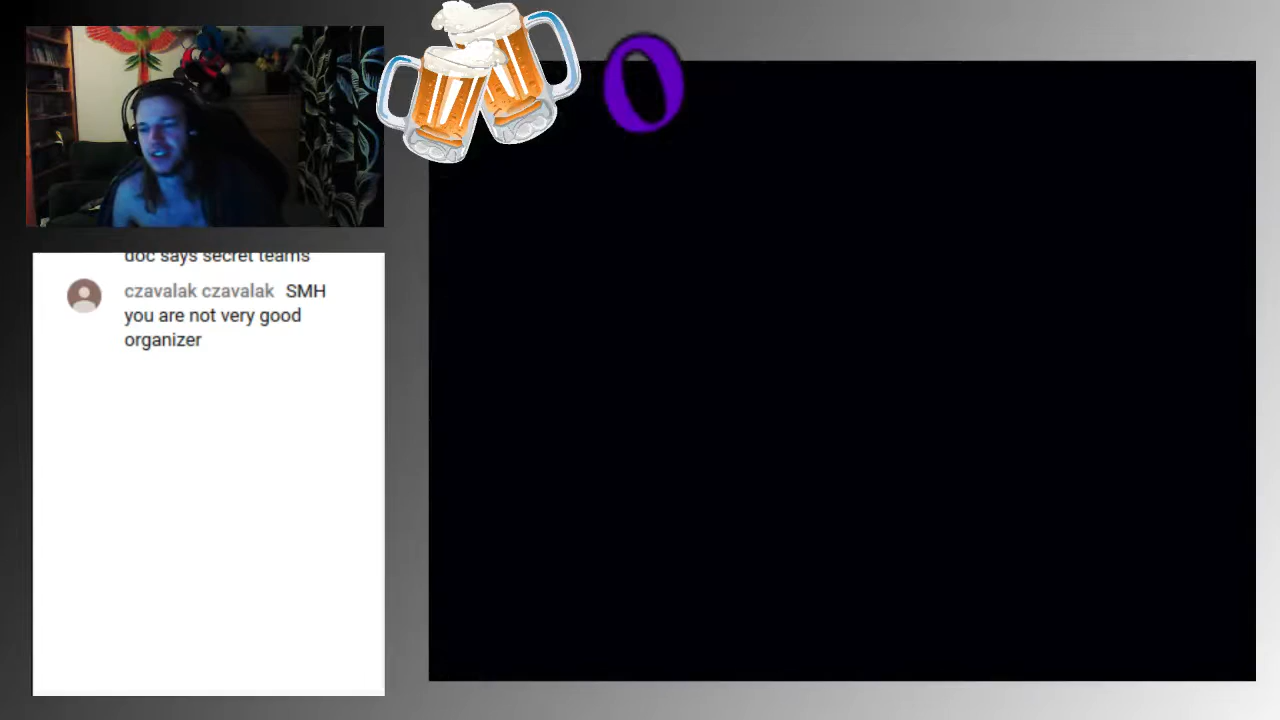 0
doc says secret teams
czavalak czavalak SMH
you are not very good
organizer